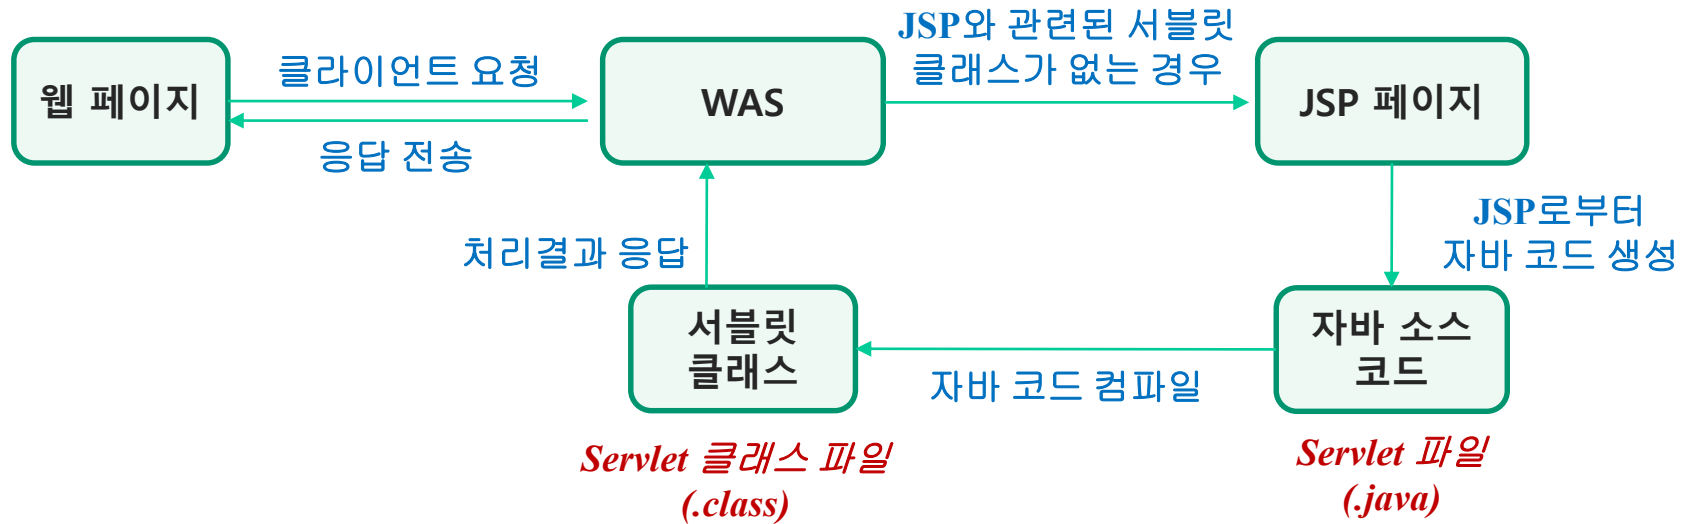 JSP와 관련된 서블릿
클래스가 없는 경우
클라이언트 요청
웹 페이지
WAS
JSP 페이지
응답 전송
JSP로부터
자바 코드 생성
처리결과 응답
서블릿
클래스
자바 소스
코드
자바 코드 컴파일
Servlet 클래스 파일
(.class)
Servlet 파일
(.java)